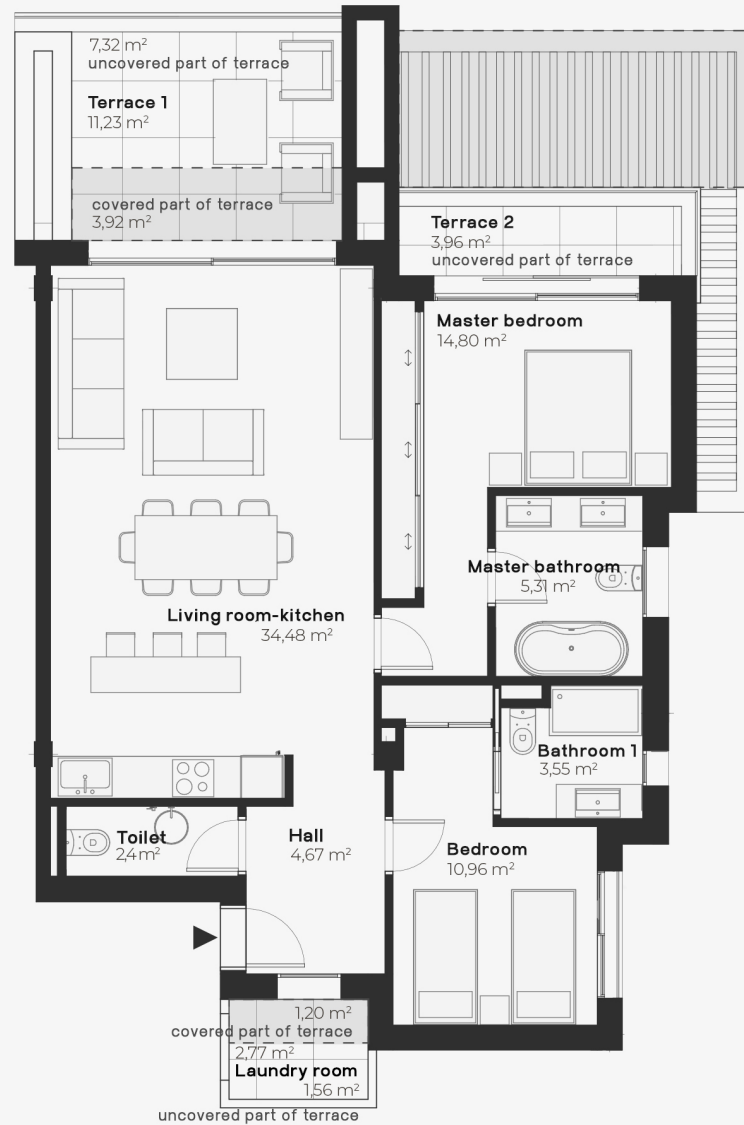 7,32 m²
uncovered part of terrace
Terrace 1
11,23 m²
covered part of terrace
3,92 m²
Terrace 2
3,96 m²
uncovered part of terrace
Master bedroom
14,80 m²
Master bathroom
5,31 m²
Living room-kitchen
34,48 m²
Bathroom 1
3,55 m²
Toilet
2,4m²
Hall
4,67 m²
Bedroom
10,96 m²
1,20 m²
covered part of terrace
2,77 m²
Laundry room
1,56 m²
uncovered part of terrace